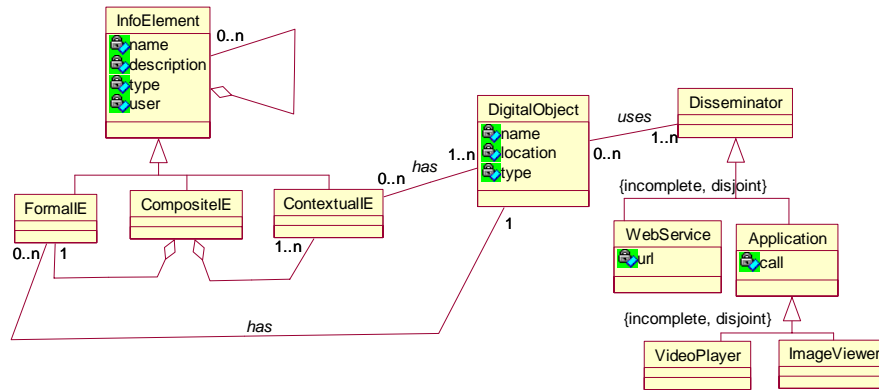 InfoElement
name
description
type
user
0..n
DigitalObject
name
location
type
Disseminator
uses
0..n
1..n
has
0..n
1..n
{incomplete, disjoint}
FormalIE
CompositeIE
ContextualIE
0..n
1
1..n
1
has
WebService
url
Application
call
{incomplete, disjoint}
VideoPlayer
ImageViewer